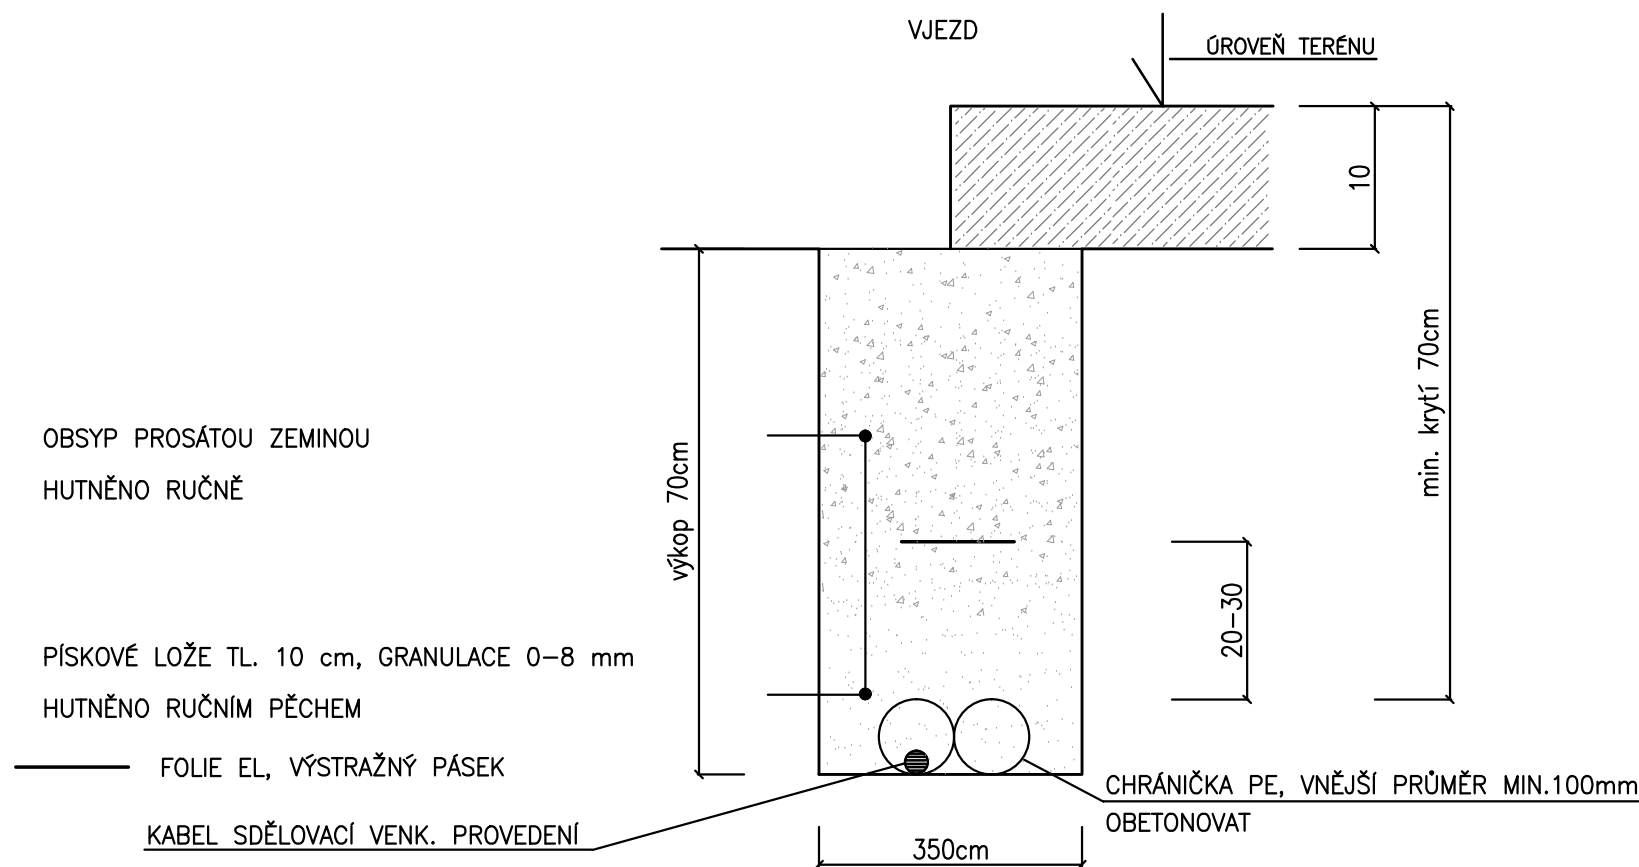 VJEZD
ÚROVEŇ TERÉNU
10
min. krytí 70cm
OBSYP PROSÁTOU ZEMINOU
HUTNĚNO RUČNĚ
výkop 70cm
20-30
PÍSKOVÉ LOŽE TL. 10 cm, GRANULACE 0-8 mm
HUTNĚNO RUČNÍM PĚCHEM
FOLIE EL, VÝSTRAŽNÝ PÁSEK
CHRÁNIČKA PE, VNĚJŠÍ PRŮMĚR MIN.100mm
OBETONOVAT
KABEL SDĚLOVACÍ VENK. PROVEDENÍ
350cm